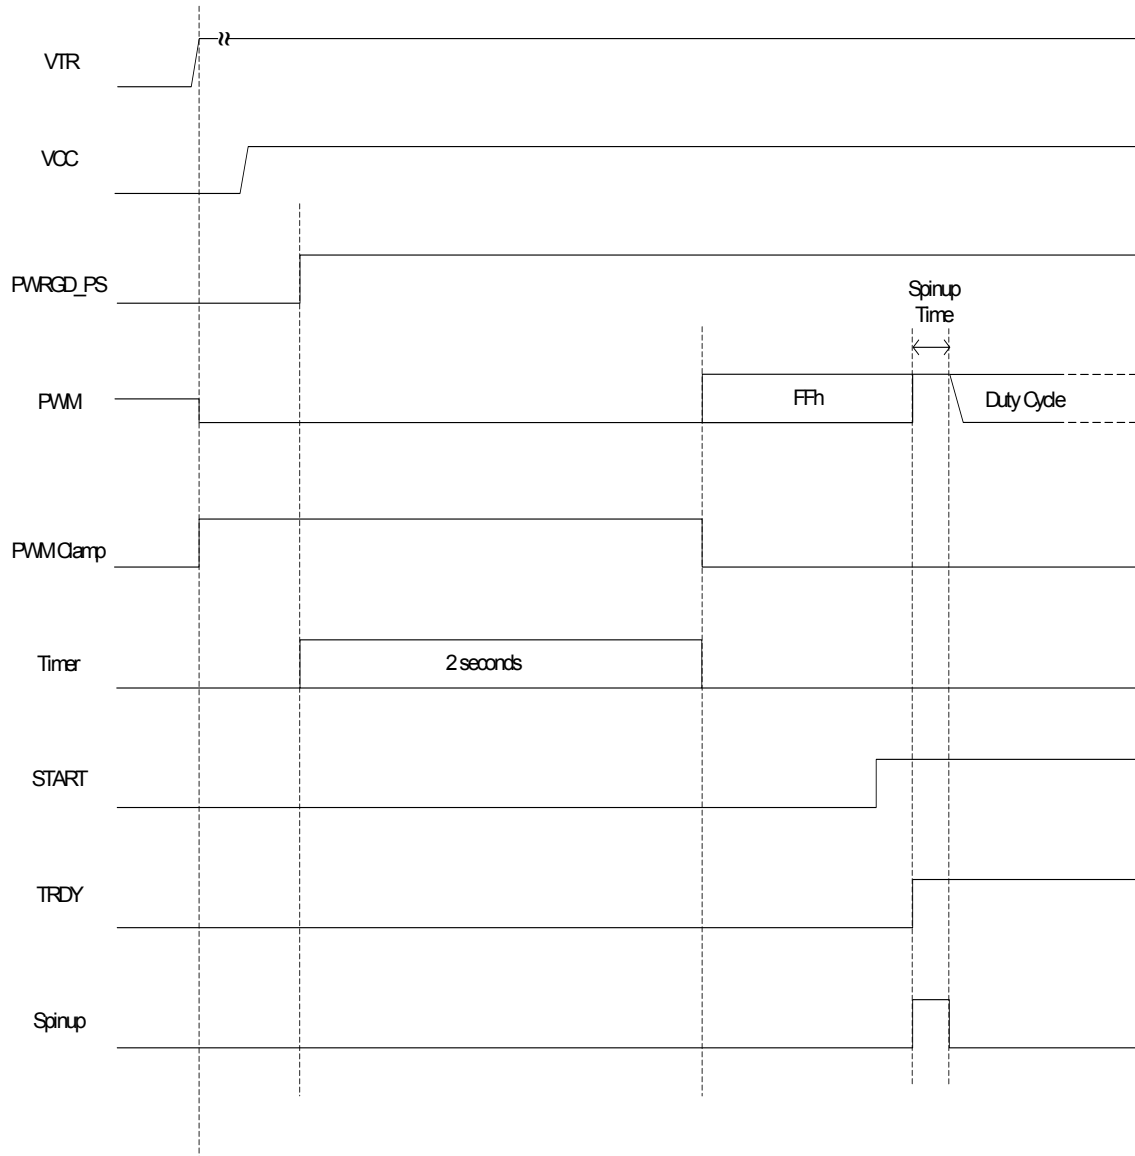 VTR
VCC
PWRGD_PS
Spinup
Time
PWM
FFh
Duty Cycle
PWM Clamp
Timer
2 seconds
START
TRDY
Spinup